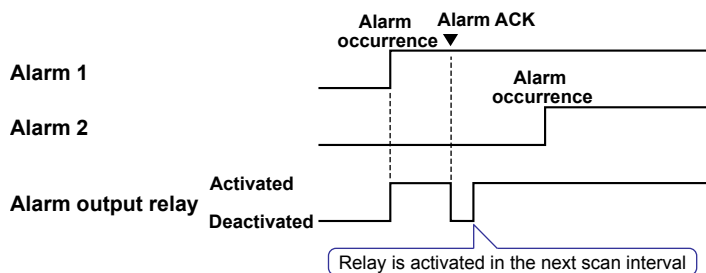 Alarm
occurrence
Alarm ACK
Alarm 1
Alarm
occurrence
Alarm 2
Activated
Alarm output relay
Deactivated
Relay is activated in the next scan interval